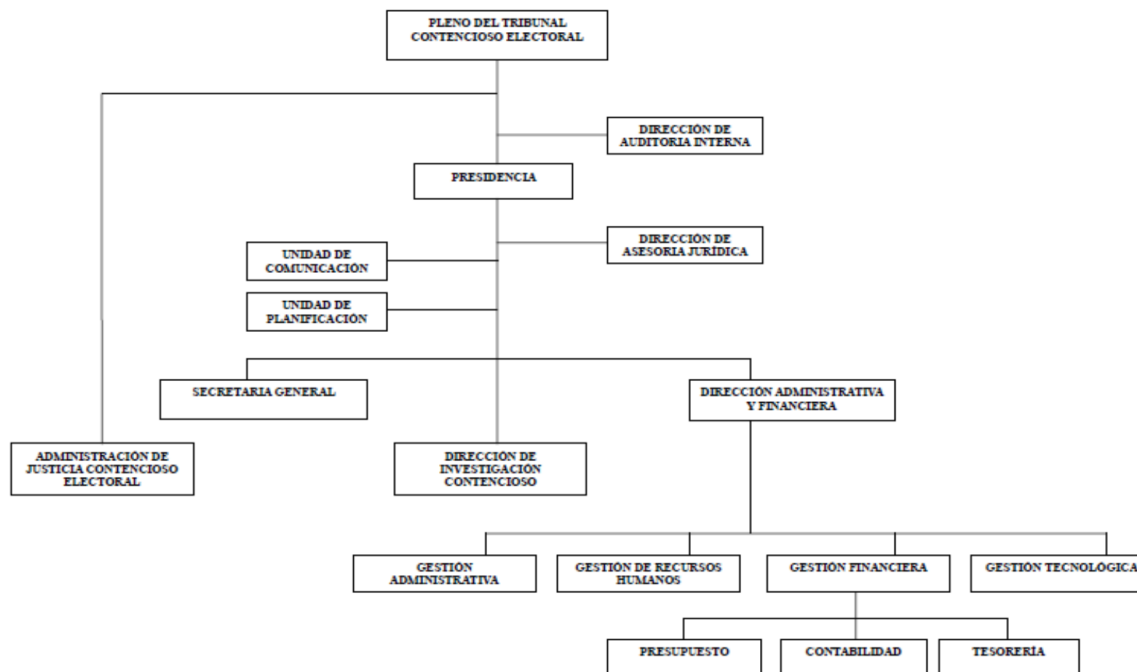 PLENO DEL TRIBUNAL
CONTENCIOSO ELECTORAL
DIRECCIÓN DE
AUDITORIA INTERNA
PRESIDENCIA
DIRECCIÓN DE
ASESORIA JURÍDICA
UNIDAD DE
COMUNICACIÓN
UNIDAD DE
PLANIFICACIÓN
SECRETARIA GENERAL
DIRECCIÓN ADMINISTRATIVA
Y FINANCIERA
ADMINISTRACIÓN DE
JUSTICIA CONTENCIOSO
ELECTORAL
DIRECCIÓN DE
INVESTIGACIÓN
CONTENCIOSO
GESTIÓN
ADMINISTRATIVA
GESTIÓN DE RECURSOS
HUMANOS
GESTIÓN FINANCIERA
GESTIÓN TECNOLÓGICA
PRESUPUESTO
CONTABILIDAD
TESORERÍA